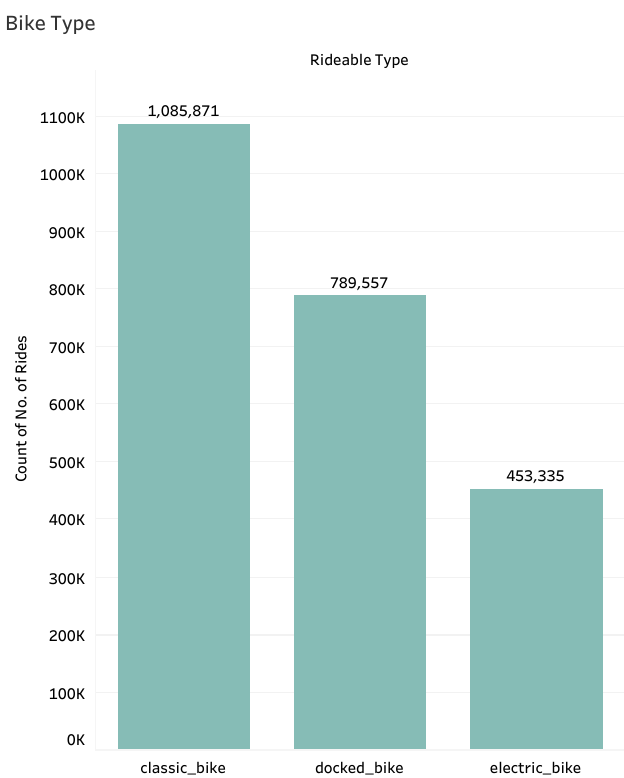 Bike Type
Rideable Type
1,085,871
789,557
453,335
1100K
1000K
900K
800K
700K
600K
500K
400K
300K
200K
100K
0K
Count of No. of Rides
classic_bike
docked_bike
electric_bike